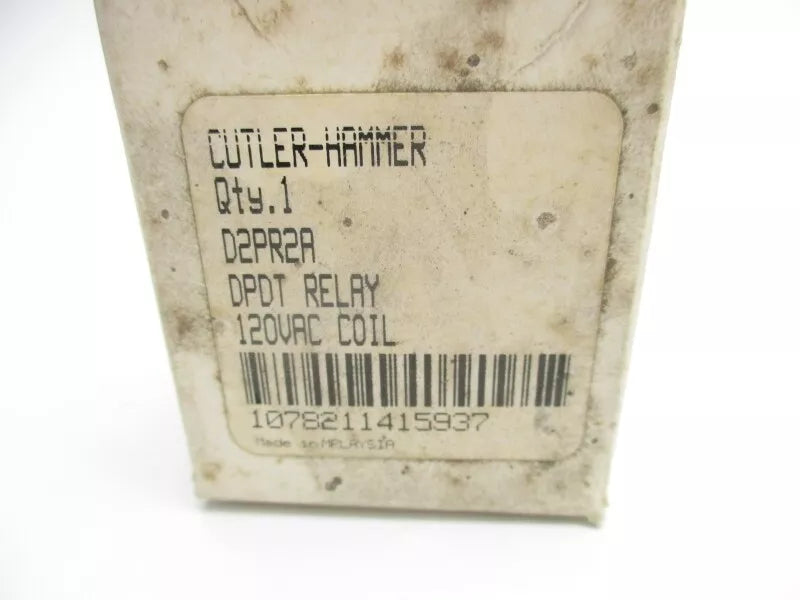 CUTLER-HAMMER
Qty.1
D2PR2A
DPDT RELAY
120VAC COIL
1078211415937
Made in MALAYSIA